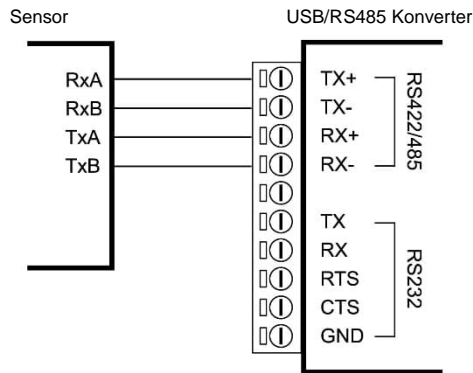 Sensor
USB/RS485 Konverter
RxA
RxB
TxA
TxB
TX+
TX-
RX+
RX-
RS422/485
TX
RX
RTS
CTS
GND
RS232